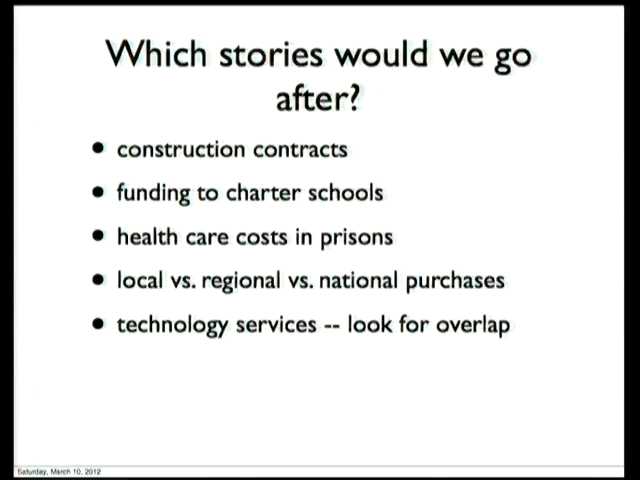 Which stories would we go
after?
• construction contracts
• funding to charter schools
• health care costs in prisons
• local vs. regional vs. national purchases
• technology services -- look for overlap
Saturday, March 10, 2012